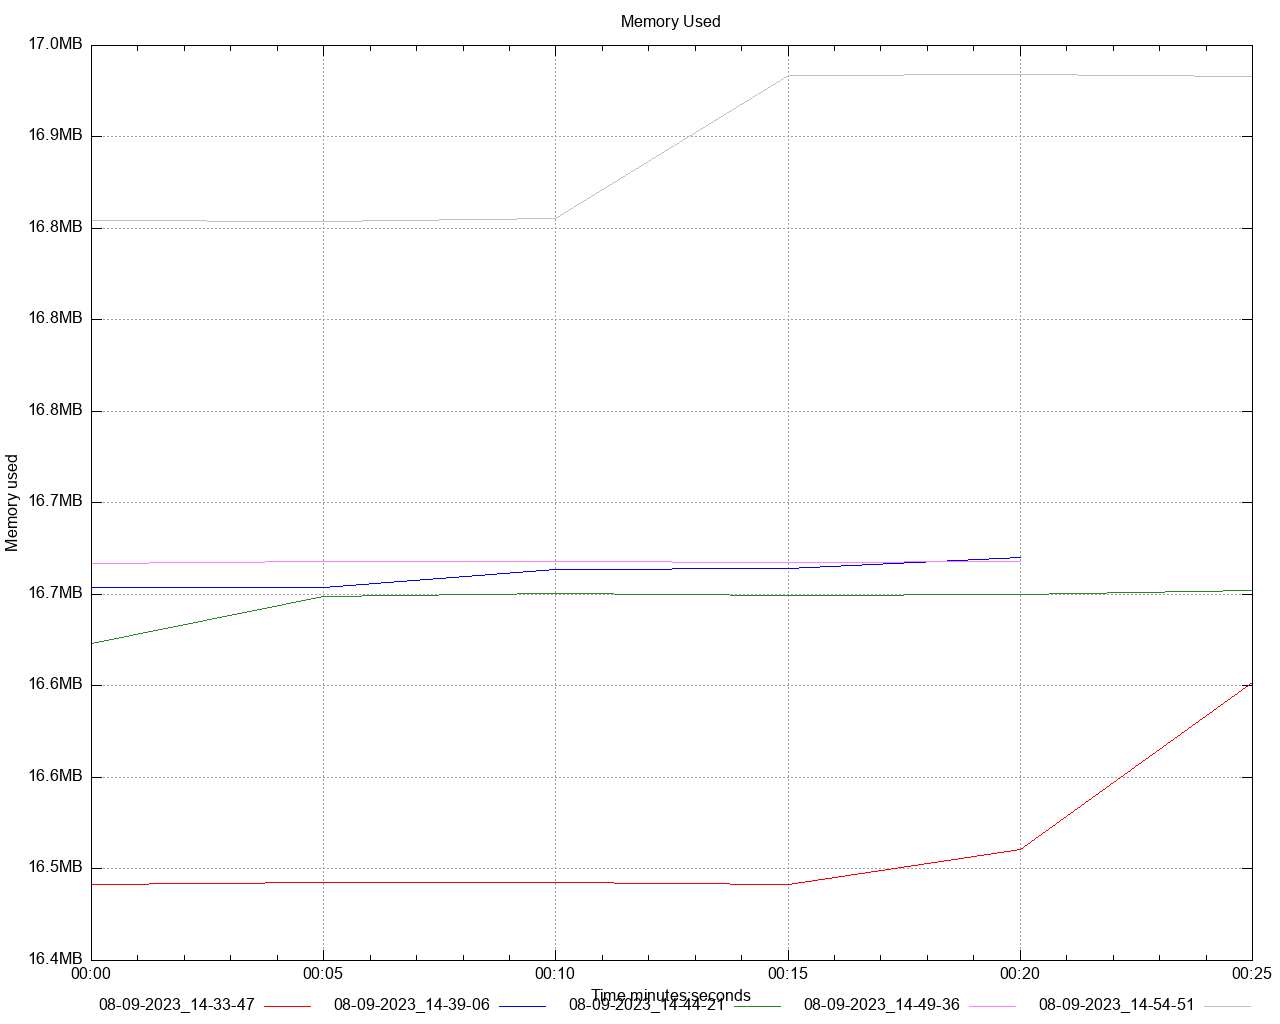 Memory Used
17.0MB
16.9MB
16.8MB
16.8MB
16.8MB
16.7MB
16.7MB
16.6MB
16.6MB
16.5MB
16.4MB
Memory used
00:00 00:05 00:10 00:15 00:20 00:25
Time minutes:seconds
08-09-2023_14-33-47 08-09-2023_14-39-06 08-09-2023_14-44-21 08-09-2023_14-49-36 08-09-2023_14-54-51